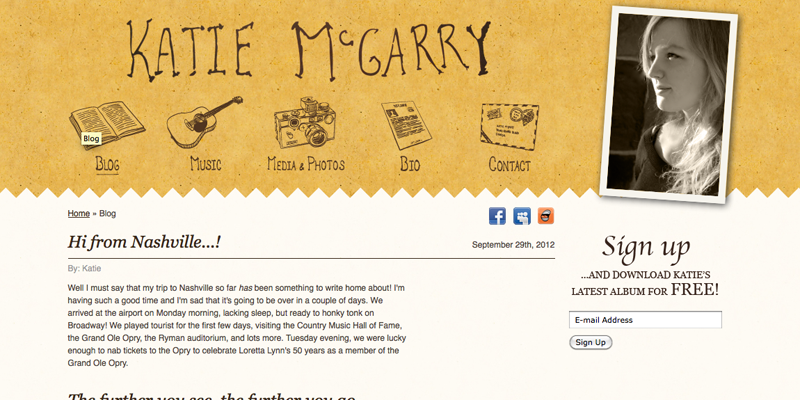 KATIE McGARRY
Blog
BLOG
MUSIC
MEDIA & PHOTOS
BIO
CONTACT
Home » Blog
Hi from Nashville...!
September 29th, 2012
By: Katie
Well I must say that my trip to Nashville so far has been something to write home about! I'm
having such a good time and I'm sad that it's going to be over in a couple of days. We
arrived at the airport on Monday morning, lacking sleep, but ready to honky tonk on
Broadway! We played tourist for the first few days, visiting the Country Music Hall of Fame,
the Grand Ole Opry, the Ryman auditorium, and lots more. Tuesday evening, we were lucky
enough to nab tickets to the Opry to celebrate Loretta Lynn's 50 years as a member of the
Grand Ole Opry.
The further you see, the further you go
Sign up
...AND DOWNLOAD KATIE'S
LATEST ALBUM FOR FREE!
E-mail Address
Sign Up